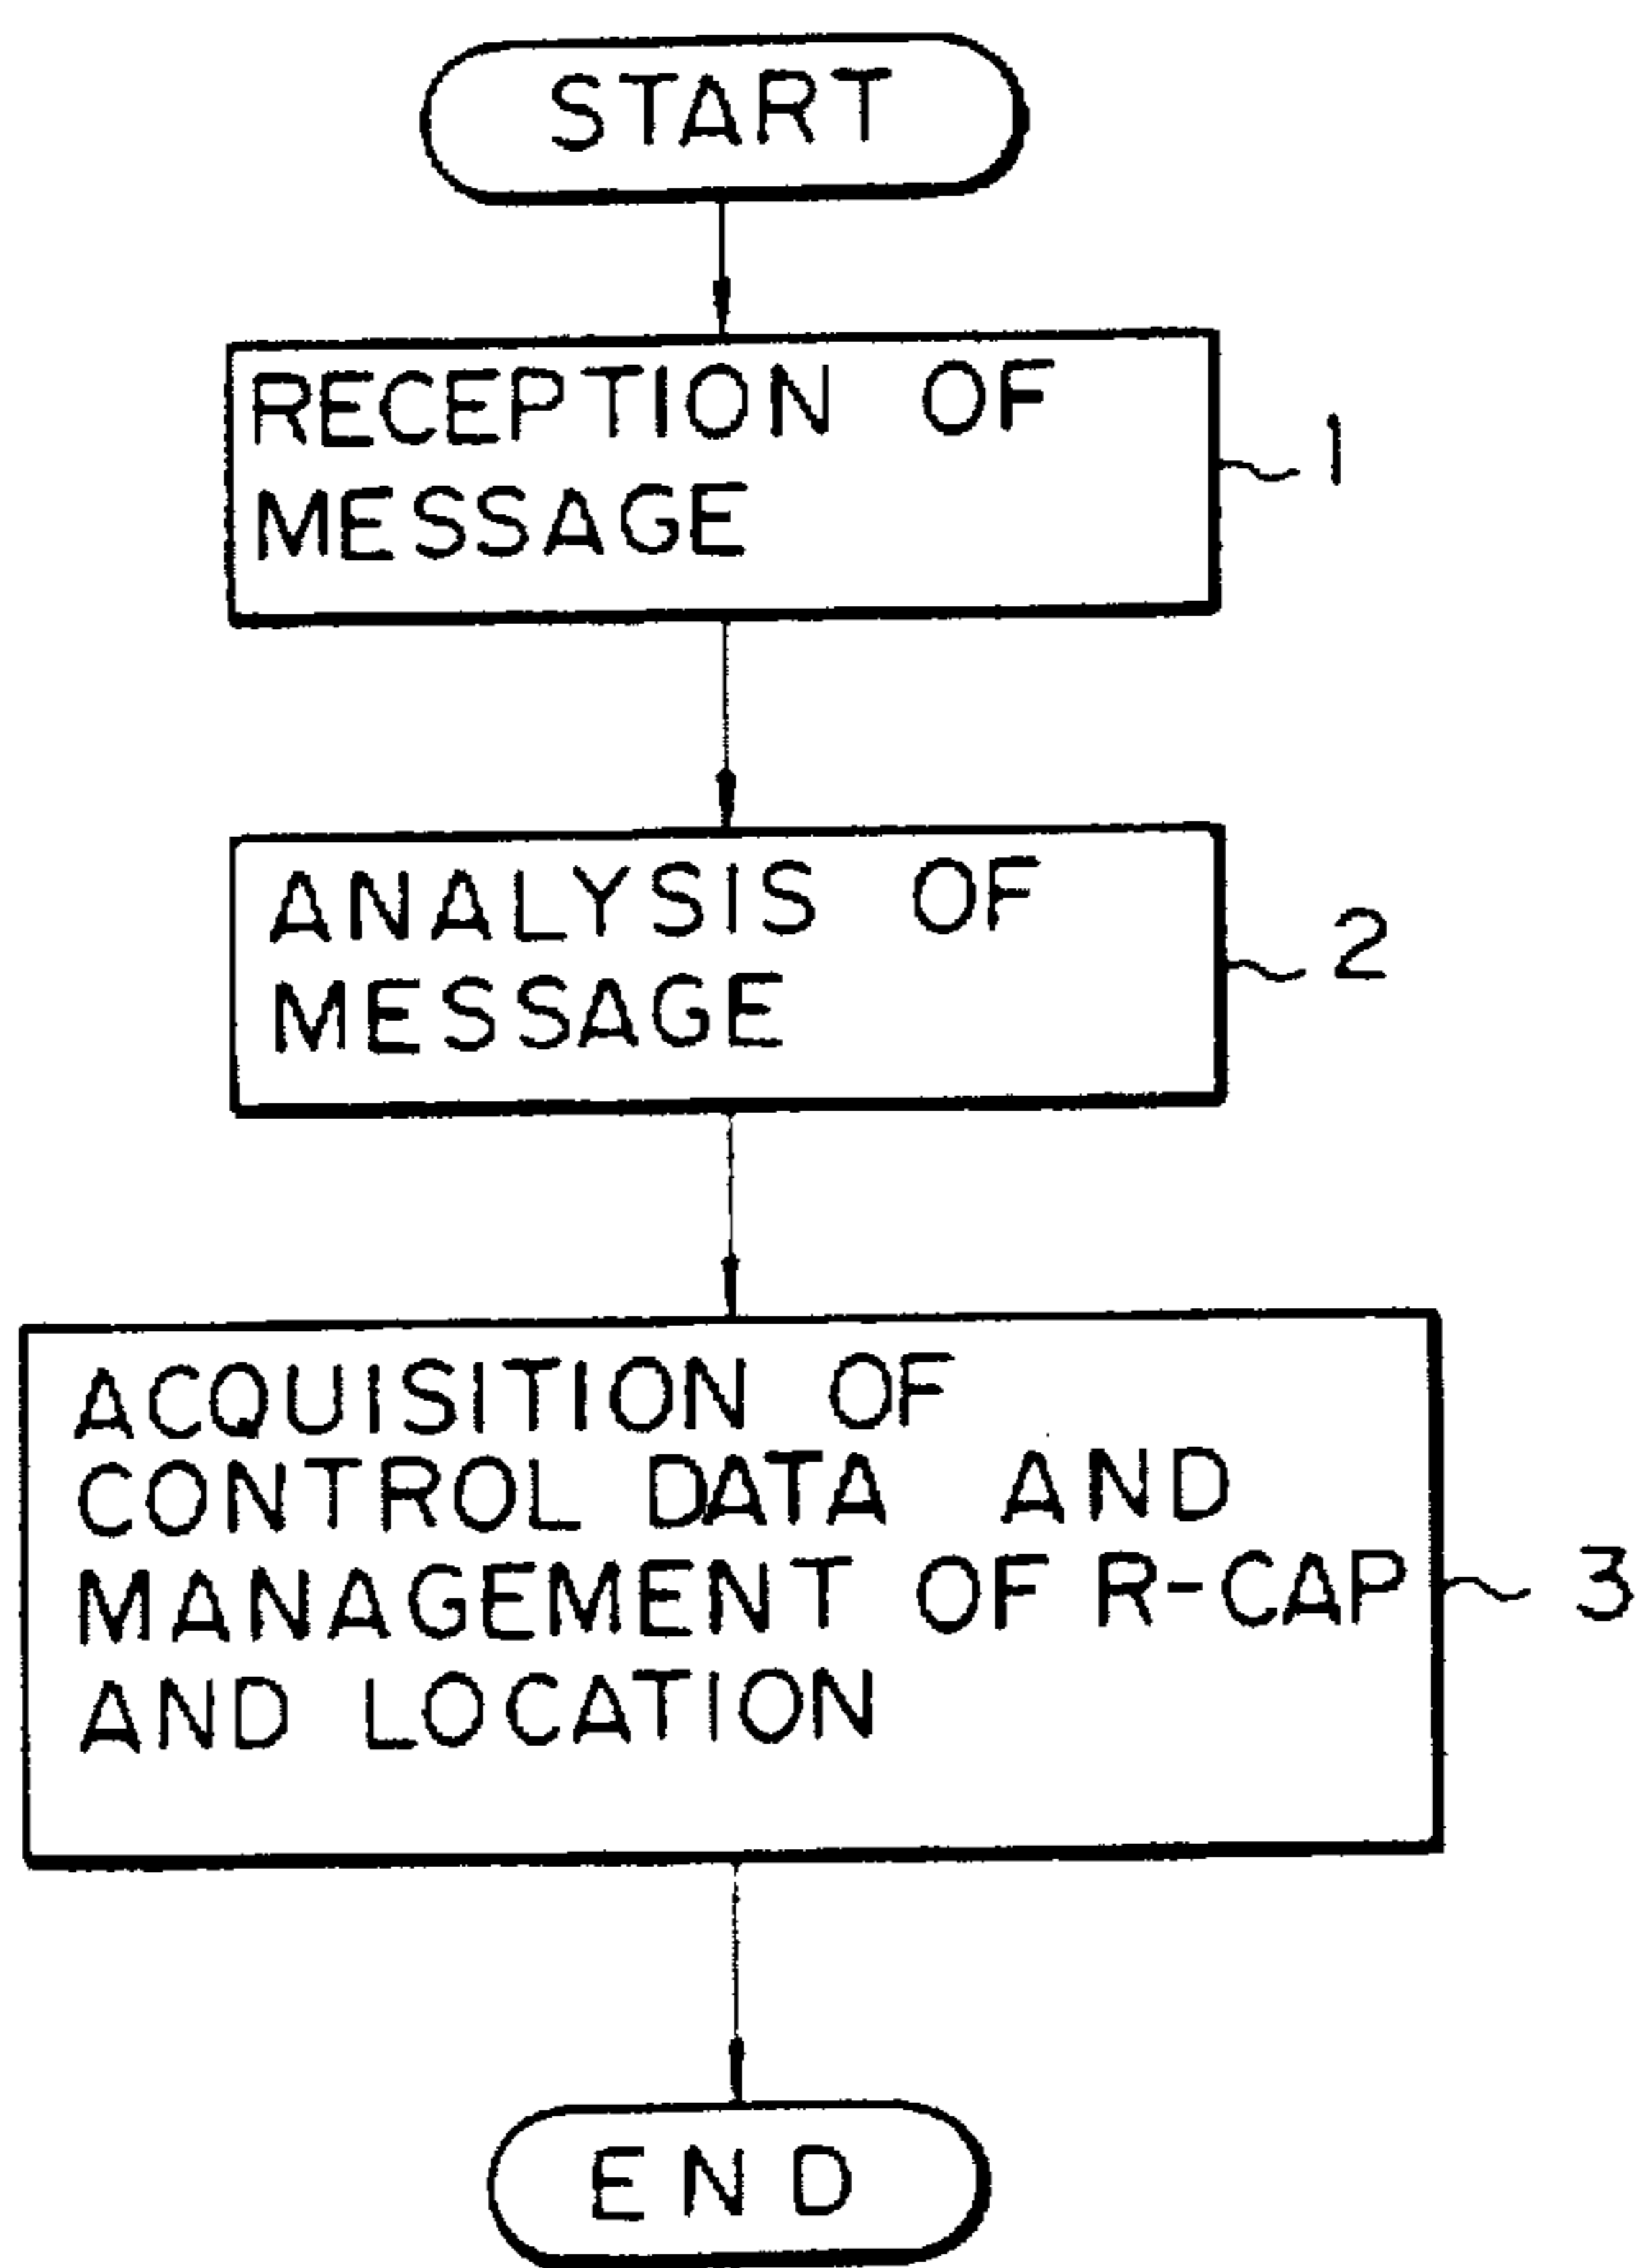 START
RECEPTION OF
MESSAGE
1
ANALYSIS OF
MESSAGE
2
ACQUISITION OF
CONTROL DATA AND
MANAGEMENT OF R-CAP
AND LOCATION
3
END